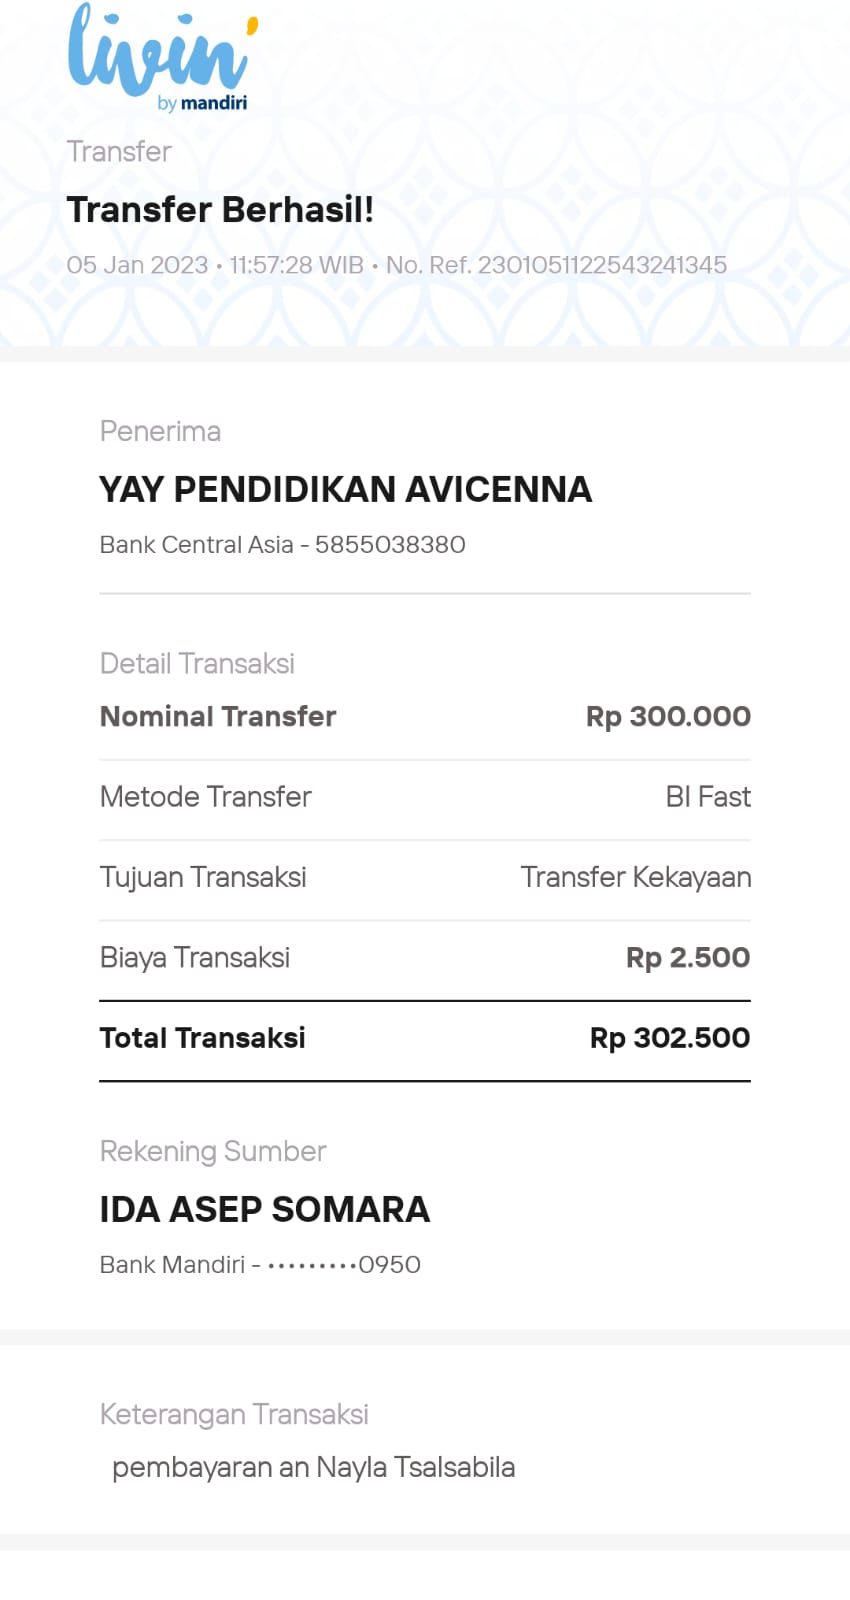 livin'
by mandiri
Transfer
Transfer Berhasil!
05 Jan 2023 • 11:57:28 WIB • No. Ref. 2301051122543241345
Penerima
YAY PENDIDIKAN AVICENNA
Bank Central Asia - 5855038380
Detail Transaksi
Nominal Transfer Rp 300.000
Metode Transfer BI Fast
Tujuan Transaksi Transfer Kekayaan
Biaya Transaksi Rp 2.500
Total Transaksi Rp 302.500
Rekening Sumber
IDA ASEP SOMARA
Bank Mandiri - •••••••••0950
Keterangan Transaksi
pembayaran an Nayla Tsalsabila